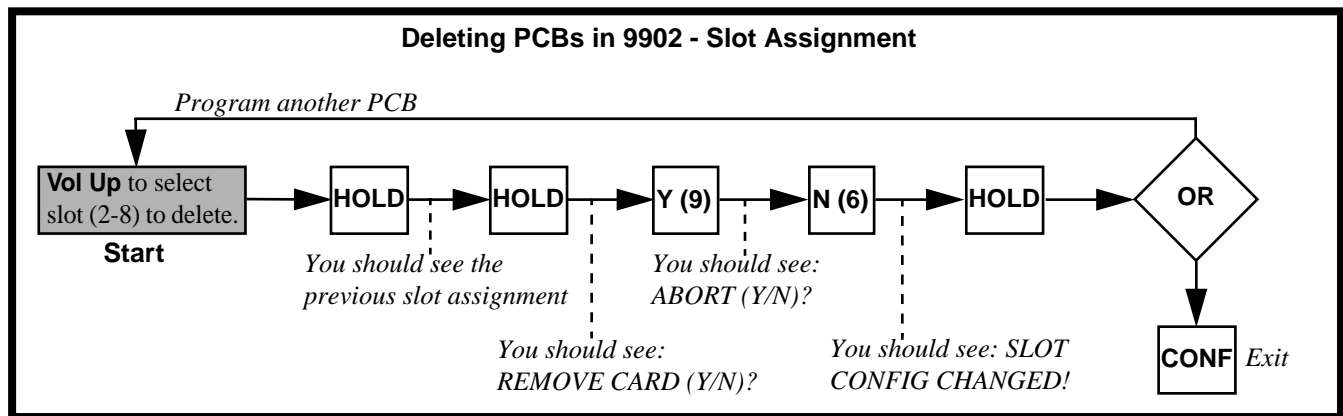 Deleting PCBs in 9902 - Slot Assignment
Program another PCB
Vol Up to select
slot (2-8) to delete.
Start
HOLD
You should see the
previous slot assignment
HOLD
You should see:
REMOVE CARD (Y/N)?
Y (9)
You should see:
ABORT (Y/N)?
N (6)
You should see: SLOT
CONFIG CHANGED!
HOLD
OR
CONF
Exit